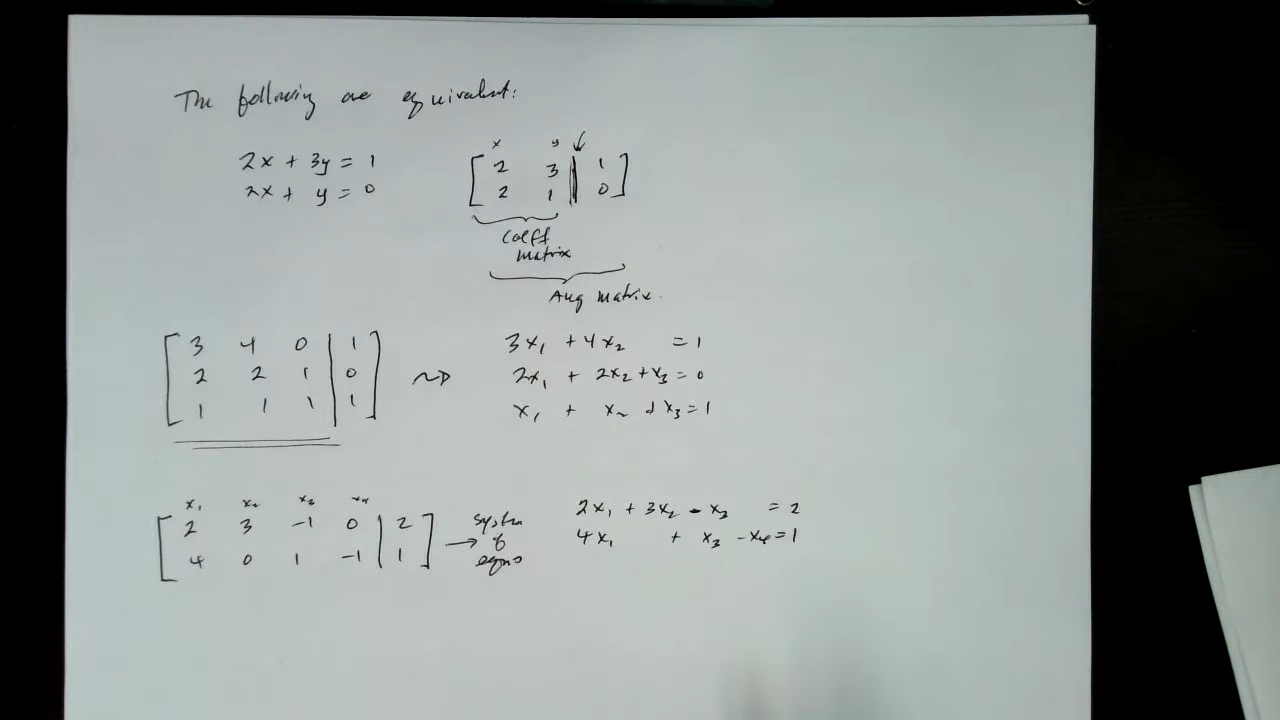 The following are equivalent:
2x + 3y = 1
2x + y = 0
x y ↓
[ 2 3 | 1 ]
[ 2 1 | 0 ]
Coeff
matrix
Aug matrix.
[ 3 4 0 | 1 ]
[ 2 2 1 | 0 ]
[ 1 1 1 | 1 ]
⇝
3x₁ + 4x₂ = 1
2x₁ + 2x₂ + x₃ = 0
x₁ + x₂ + x₃ = 1
x₁ x₂ x₃ x₄
[ 2 3 -1 0 | 2 ]
[ 4 0 1 -1 | 1 ]
→
system
of
eqns
2x₁ + 3x₂ - x₃ = 2
4x₁ + x₃ - x₄ = 1